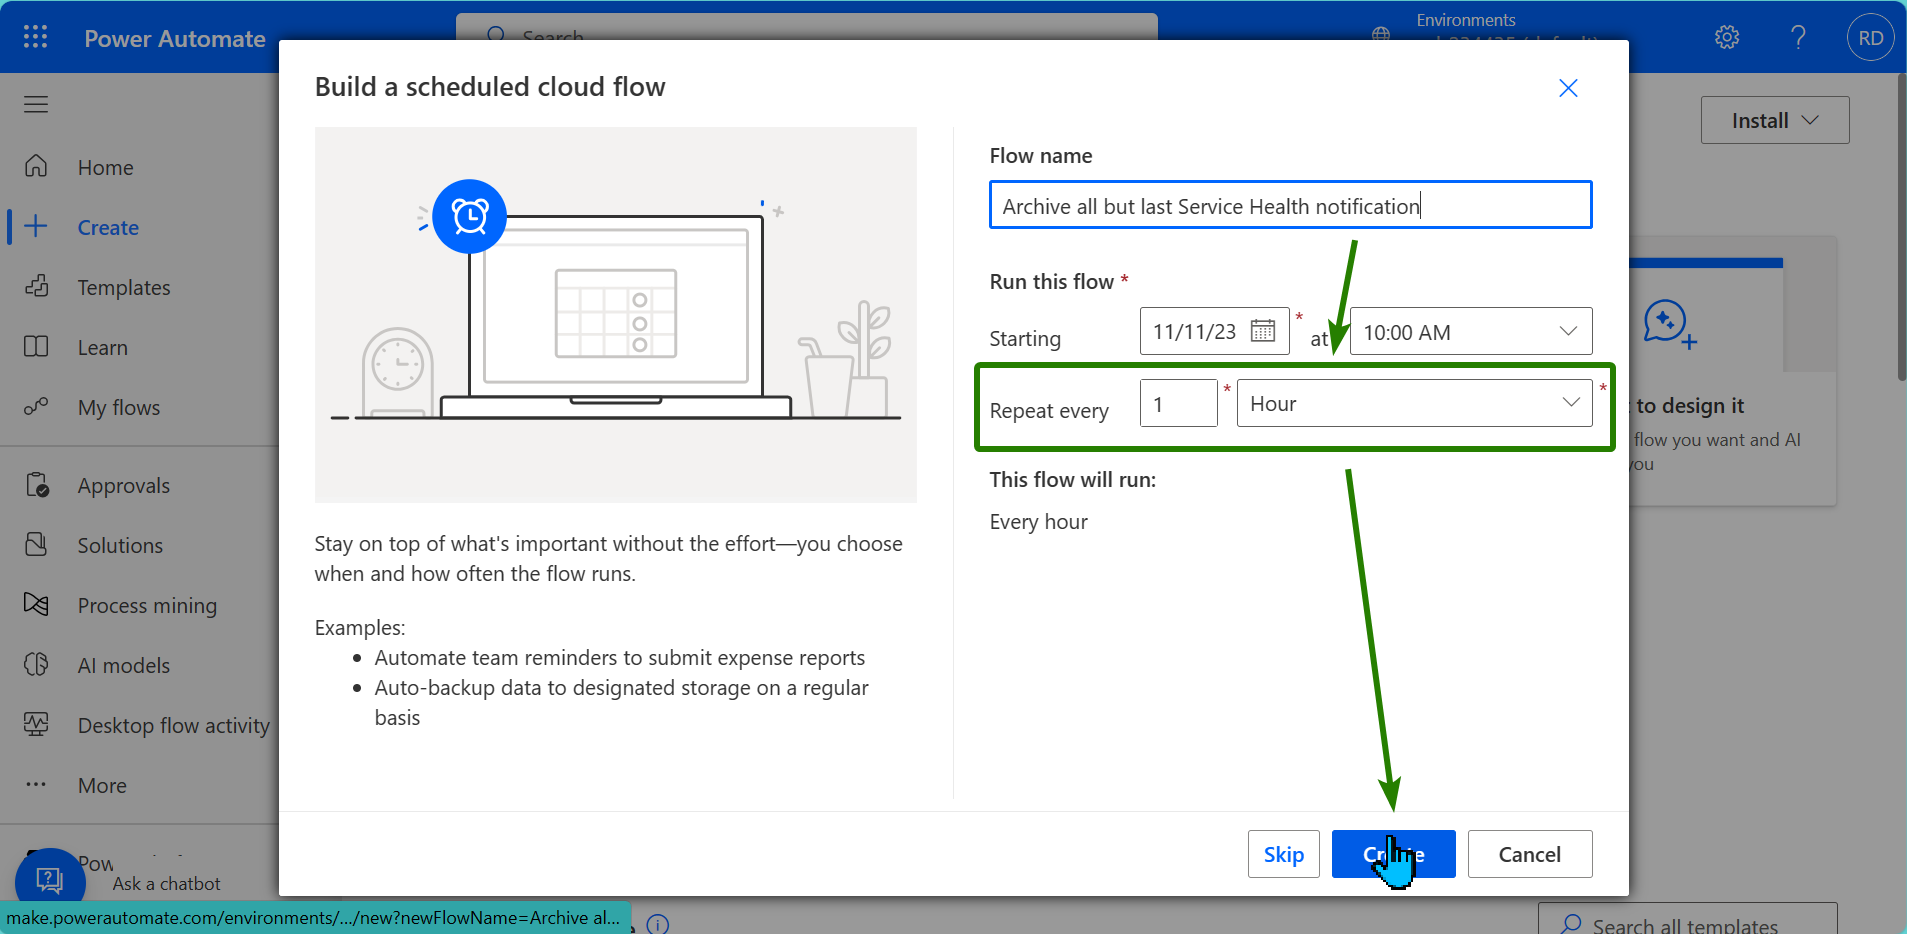 Power Automate
Search
Environments
RD
Build a scheduled cloud flow
Install
Home
Create
Templates
Learn
My flows
Approvals
Solutions
Process mining
AI models
Desktop flow activity
More
Ask a chatbot
Stay on top of what's important without the effort—you choose
when and how often the flow runs.
Examples:
Automate team reminders to submit expense reports
Auto-backup data to designated storage on a regular
basis
Flow name
Archive all but last Service Health notification
Run this flow *
Starting
11/11/23
*
at
10:00 AM
Repeat every
1
*
Hour
*
This flow will run:
Every hour
to design it
flow you want and AI
you
Skip
Cancel
make.powerautomate.com/environments/.../new?newFlowName=Archive al...
Search all templates